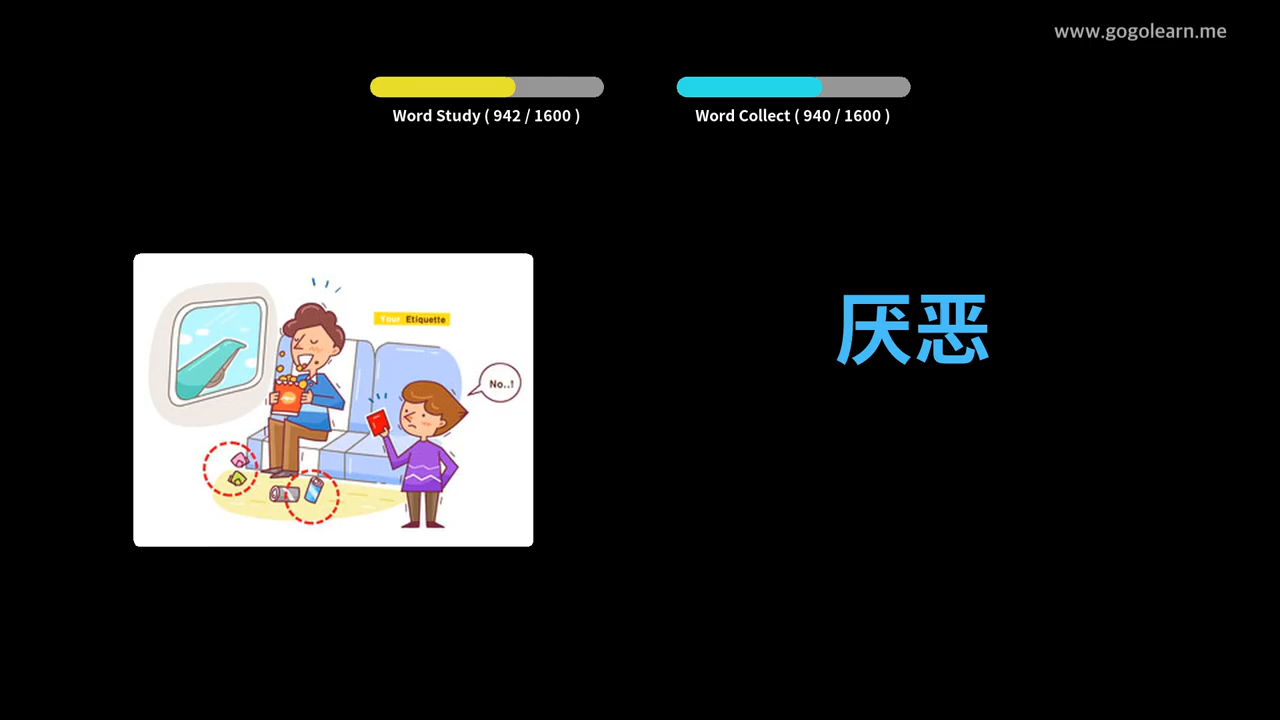 www.gogolearn.me
Word Study ( 942 / 1600 )
Word Collect ( 940 / 1600 )
Your Etiquette
No..!
厌恶